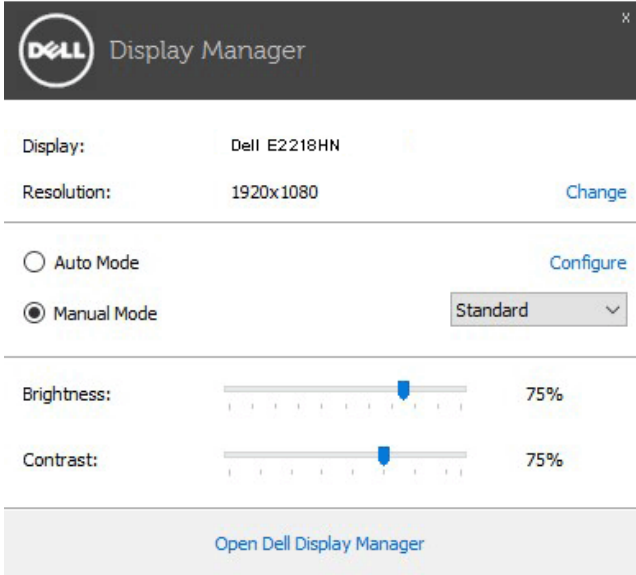 x
DELL Display Manager
Display: Dell E2218HN
Resolution: 1920x1080 Change
Auto Mode Configure
Manual Mode Standard
Brightness: 75%
Contrast: 75%
Open Dell Display Manager